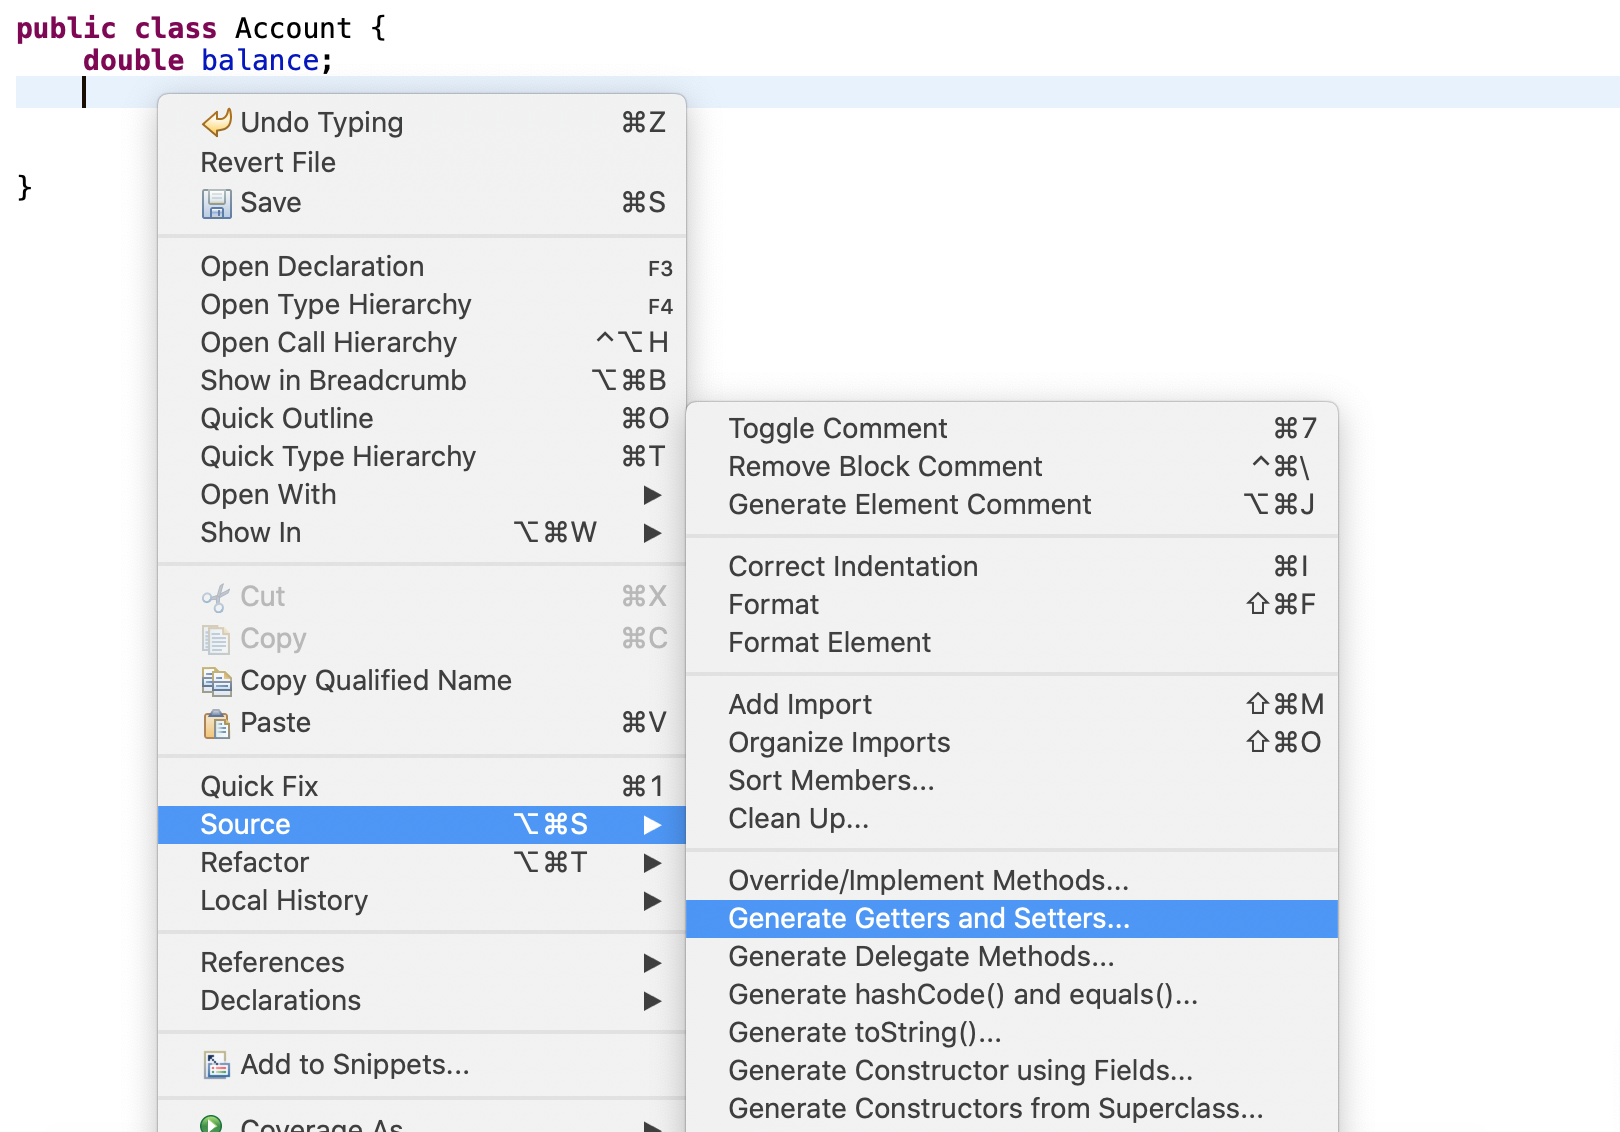 public class Account {
double balance;
}
Undo Typing ⌘Z
Revert File
Save ⌘S
Open Declaration F3
Open Type Hierarchy F4
Open Call Hierarchy ^⌥H
Show in Breadcrumb ⌥⌘B
Quick Outline ⌘O
Quick Type Hierarchy ⌘T
Open With ▶
Show In ⌥⌘W ▶
Cut ⌘X
Copy ⌘C
Copy Qualified Name
Paste ⌘V
Quick Fix ⌘1
Source ⌥⌘S ▶
Refactor ⌥⌘T ▶
Local History ▶
References ▶
Declarations ▶
Add to Snippets...
Coverage As ▶
Toggle Comment ⌘7
Remove Block Comment ^⌘\
Generate Element Comment ⌥⌘J
Correct Indentation ⌘I
Format ⇧⌘F
Format Element
Add Import ⇧⌘M
Organize Imports ⇧⌘O
Sort Members...
Clean Up...
Override/Implement Methods...
Generate Getters and Setters...
Generate Delegate Methods...
Generate hashCode() and equals()...
Generate toString()...
Generate Constructor using Fields...
Generate Constructors from Superclass...